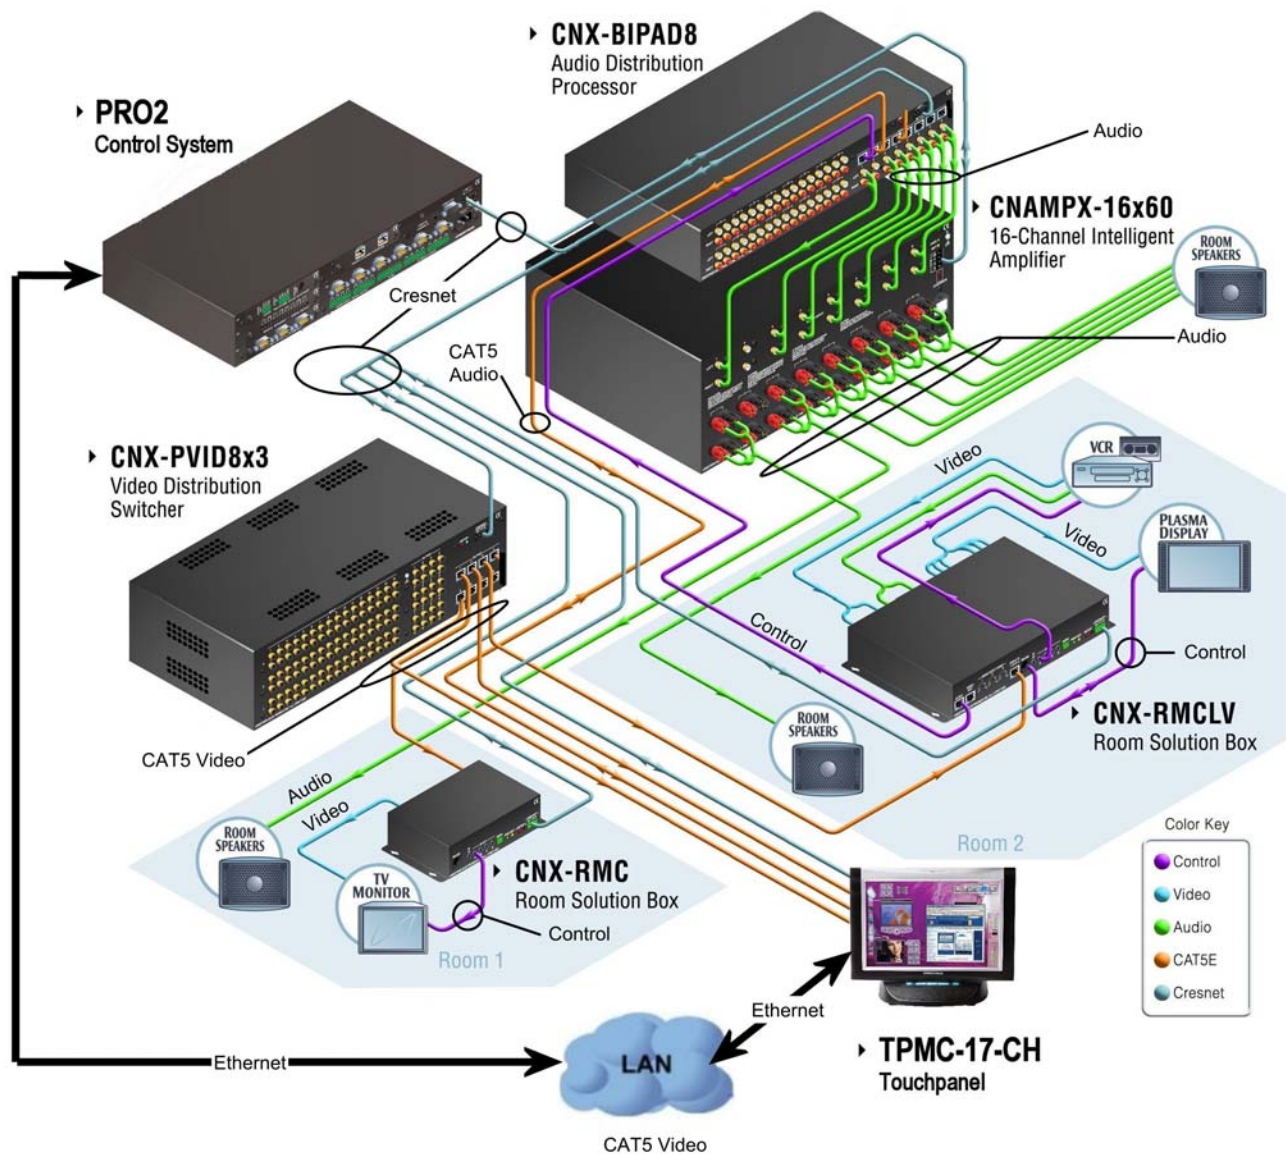 CNX-BIPAD8
Audio Distribution
Processor
PRO2
Control System
Audio
CNAMPX-16x60
16-Channel Intelligent
Amplifier
ROOM
SPEAKERS
Cresnet
CAT5
Audio
Audio
CNX-PVID8x3
Video Distribution
Switcher
Video
VCR
PLASMA
DISPLAY
Video
Control
Control
CNX-RMCLV
Room Solution Box
ROOM
SPEAKERS
CAT5 Video
Audio
Video
ROOM
SPEAKERS
TV
MONITOR
CNX-RMC
Room Solution Box
Control
Room 1
Room 2
Color Key
Control
Video
Audio
CAT5E
Cresnet
Ethernet
Ethernet
LAN
TPMC-17-CH
Touchpanel
CAT5 Video